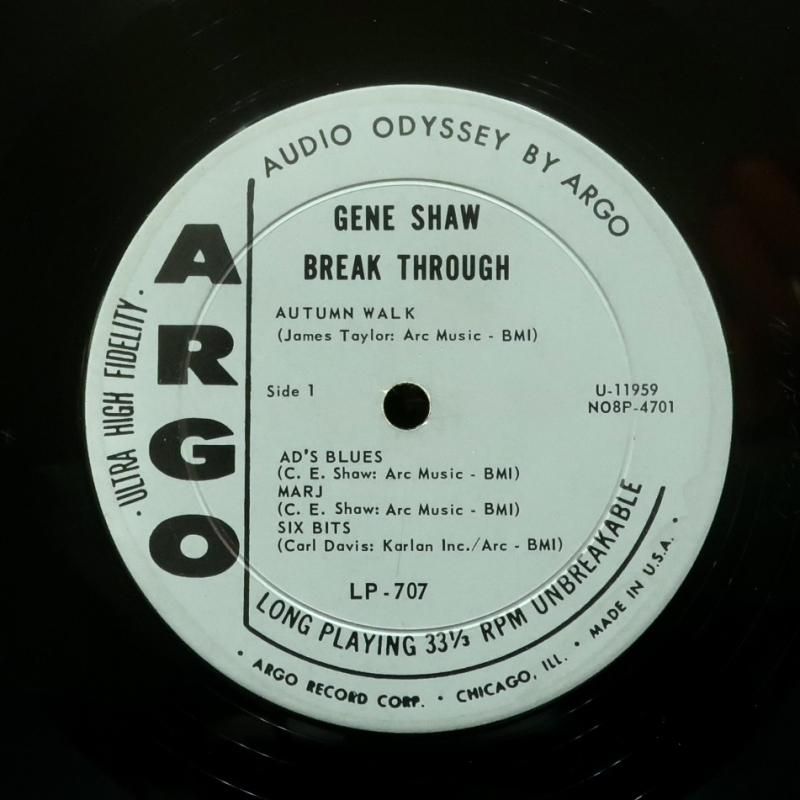 AUDIO ODYSSEY BY ARGO
ARGO
· ULTRA HIGH FIDELITY ·
GENE SHAW
BREAK THROUGH
AUTUMN WALK
(James Taylor: Arc Music - BMI)
Side 1
U-11959
NO8P-4701
AD'S BLUES
(C. E. Shaw: Arc Music - BMI)
MARJ
(C. E. Shaw: Arc Music - BMI)
SIX BITS
(Carl Davis: Karlan Inc./Arc - BMI)
LP-707
LONG PLAYING 33⅓ RPM UNBREAKABLE
· ARGO RECORD CORP. · CHICAGO, ILL. · MADE IN U.S.A. ·